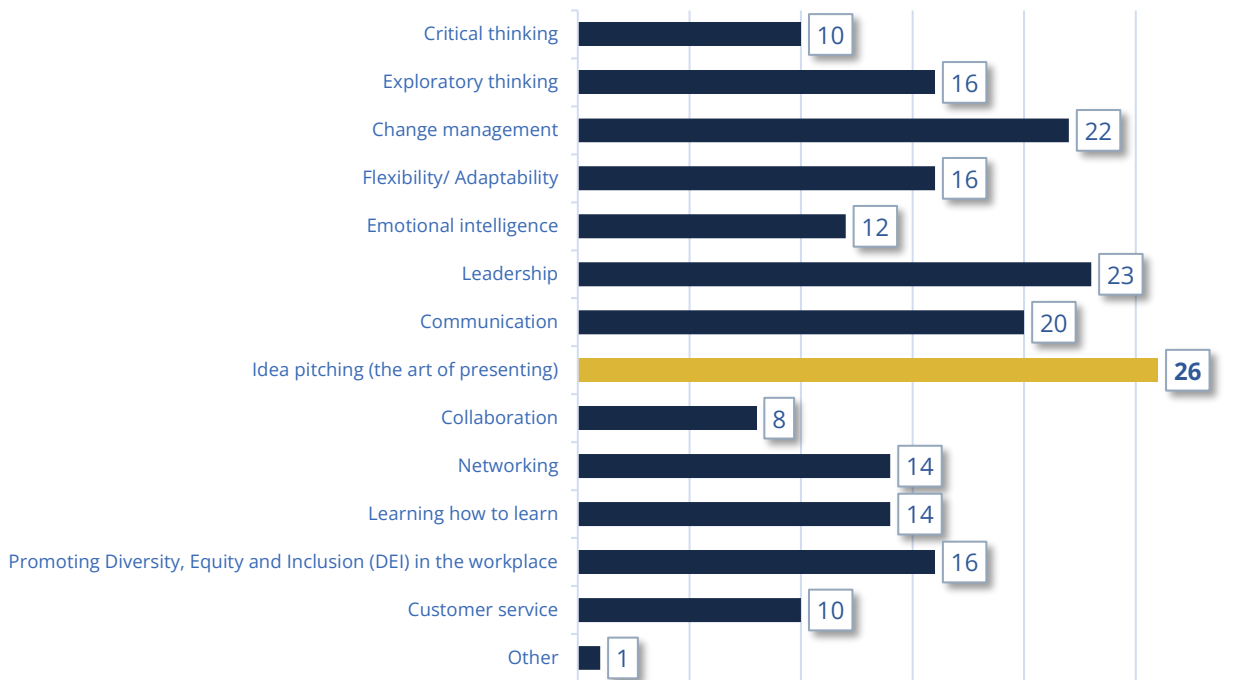 Critical thinking 10
Exploratory thinking 16
Change management 22
Flexibility/ Adaptability 16
Emotional intelligence 12
Leadership 23
Communication 20
Idea pitching (the art of presenting) 26
Collaboration 8
Networking 14
Learning how to learn 14
Promoting Diversity, Equity and Inclusion (DEI) in the workplace 16
Customer service 10
Other 1